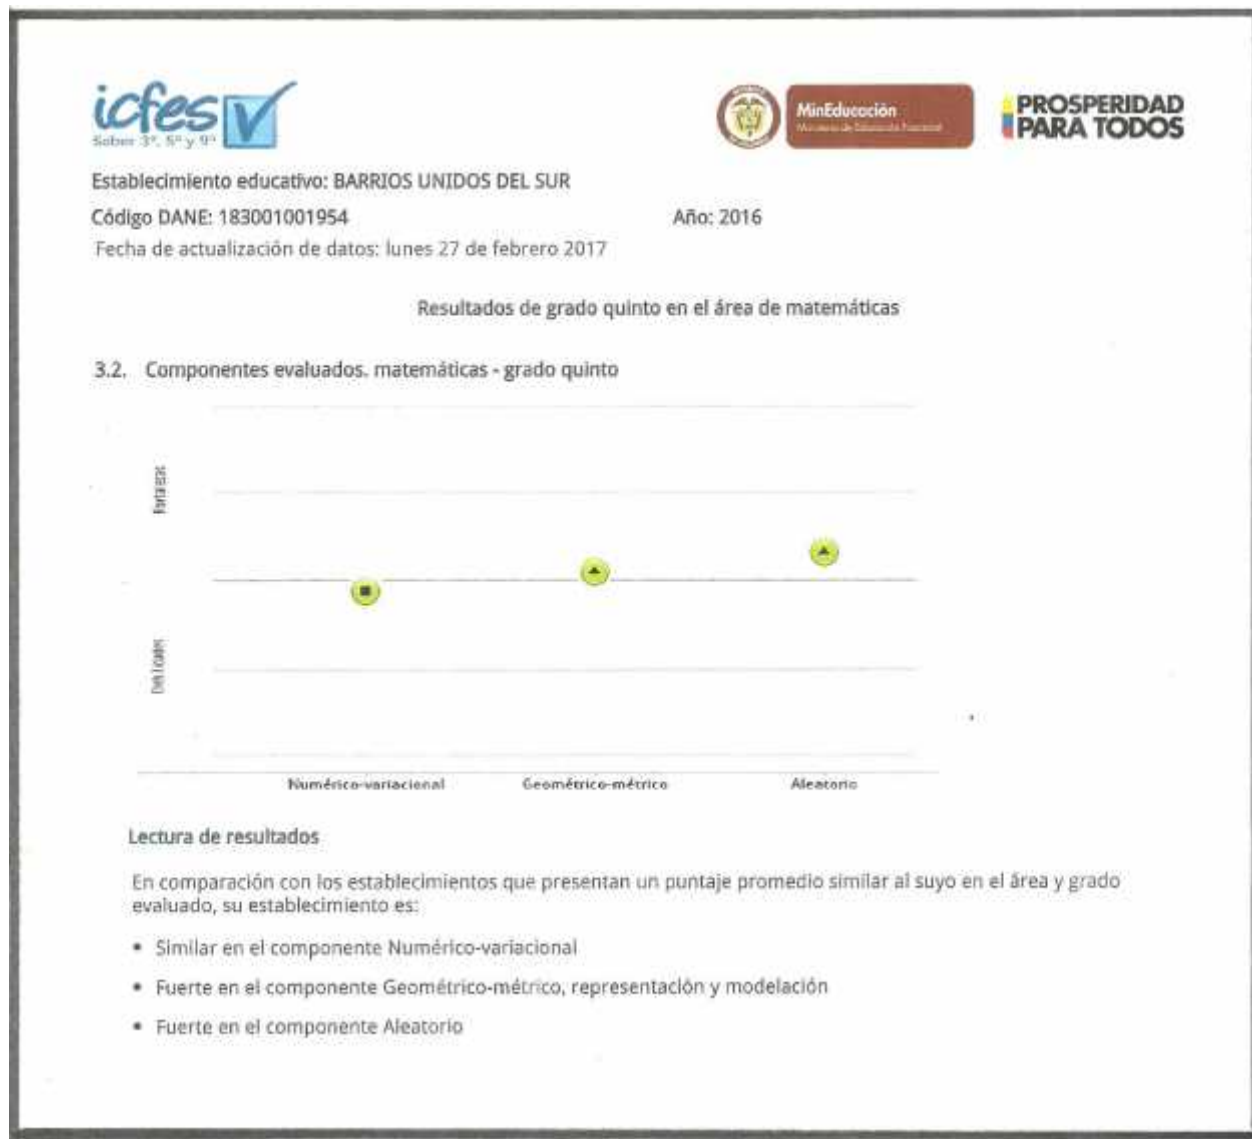 icfes
Saber 3°, 5° y 9°
MinEducación
Ministerio de Educación Nacional
PROSPERIDAD
PARA TODOS
Establecimiento educativo: BARRIOS UNIDOS DEL SUR
Código DANE: 183001001954 Año: 2016
Fecha de actualización de datos: lunes 27 de febrero 2017
Resultados de grado quinto en el área de matemáticas
3.2. Componentes evaluados. matemáticas - grado quinto
Fortalezas
Debilidades
Numérico-variacional Geométrico-métrico Aleatorio
Lectura de resultados
En comparación con los establecimientos que presentan un puntaje promedio similar al suyo en el área y grado
evaluado, su establecimiento es:
• Similar en el componente Numérico-variacional
• Fuerte en el componente Geométrico-métrico, representación y modelación
• Fuerte en el componente Aleatorio